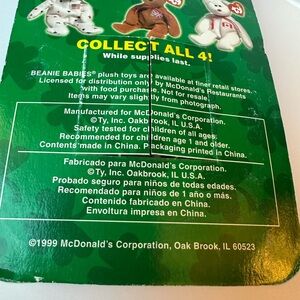 COLLECT ALL 4!
While supplies last.
BEANIE BABIES® plush toys are available at finer retail stores.
Licensed for distribution only by McDonald's Restaurants
with food purchase. Not for resale.
Items may vary slightly from photograph.
Manufactured for McDonald's Corporation.
©Ty, Inc. Oakbrook, IL U.S.A.
Safety tested for children of all ages.
Recommended for children age 1 and older.
Contents made in China. Packaging printed in China.
Fabricado para McDonald's Corporation.
©Ty, Inc. Oakbrook, IL U.S.A.
Probado seguro para niños de todas edades.
Recomendado para niños de 1 año o más.
Contenido fabricado en China.
Envoltura impresa en China.
©1999 McDonald's Corporation, Oak Brook, IL 60523